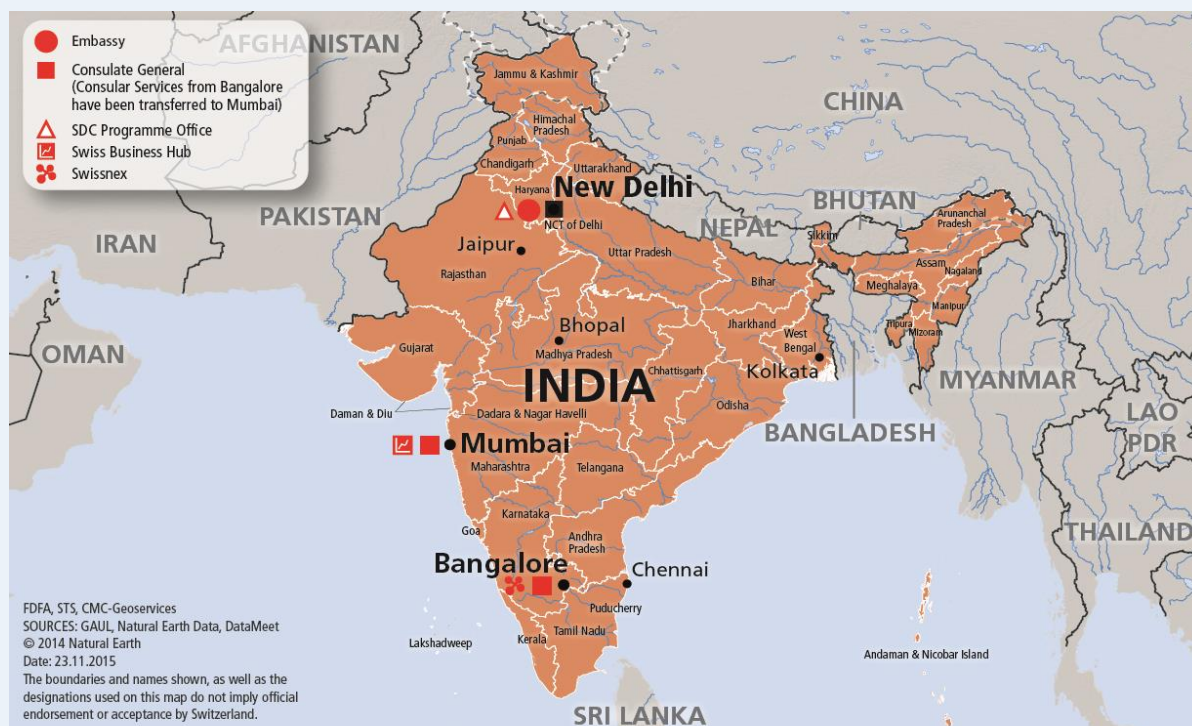 Embassy
Consulate General
(Consular Services from Bangalore
have been transferred to Mumbai)
SDC Programme Office
Swiss Business Hub
Swissnex
AFGHANISTAN
CHINA
PAKISTAN
IRAN
OMAN
NEPAL
BHUTAN
BANGLADESH
MYANMAR
LAO
PDR
THAILAND
SRI LANKA
INDIA
Jammu & Kashmir
Himachal
Pradesh
Punjab
Chandigarh
Uttarakhand
Haryana
New Delhi
NCT of Delhi
Jaipur
Rajasthan
Uttar Pradesh
Sikkim
Arunanchal
Pradesh
Assam
Nagaland
Meghalaya
Manipur
Tripura
Mizoram
Bihar
Jharkhand
West
Bengal
Kolkata
Bhopal
Madhya Pradesh
Gujarat
Chhattisgarh
Odisha
Daman & Diu
Dadara & Nagar Havelli
Mumbai
Maharashtra
Telangana
Karnataka
Goa
Andhra
Pradesh
Bangalore
Chennai
Puducherry
Tamil Nadu
Kerala
Lakshadweep
Andaman & Nicobar Island
FDFA, STS, CMC-Geoservices
SOURCES: GAUL, Natural Earth Data, DataMeet
© 2014 Natural Earth
Date: 23.11.2015
The boundaries and names shown, as well as the
designations used on this map do not imply official
endorsement or acceptance by Switzerland.